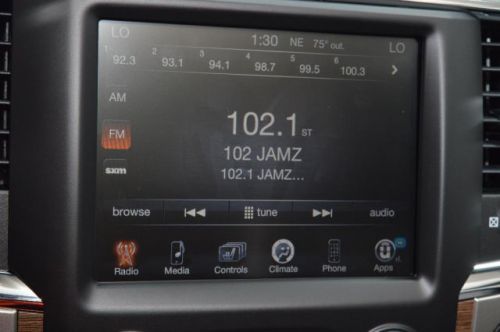 LO 1:30 NE 75° out. LO
1 92.3 2 93.1 3 94.1 4 98.7 5 99.5 6 100.3
AM
FM
sxm
102.1 ST
102 JAMZ
102.1 JAMZ...
browse tune audio
Radio Media Controls Climate Phone Apps